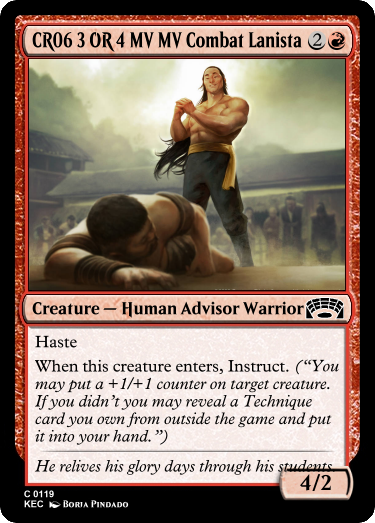 CR06 3 OR 4 MV MV Combat Lanista 2
Creature — Human Advisor Warrior
Haste
When this creature enters, Instruct. (“You
may put a +1/+1 counter on target creature.
If you didn’t you may reveal a Technique
card you own from outside the game and put
it into your hand.”)
He relives his glory days through his students.
4/2
C 0119
KEC Borja Pindado